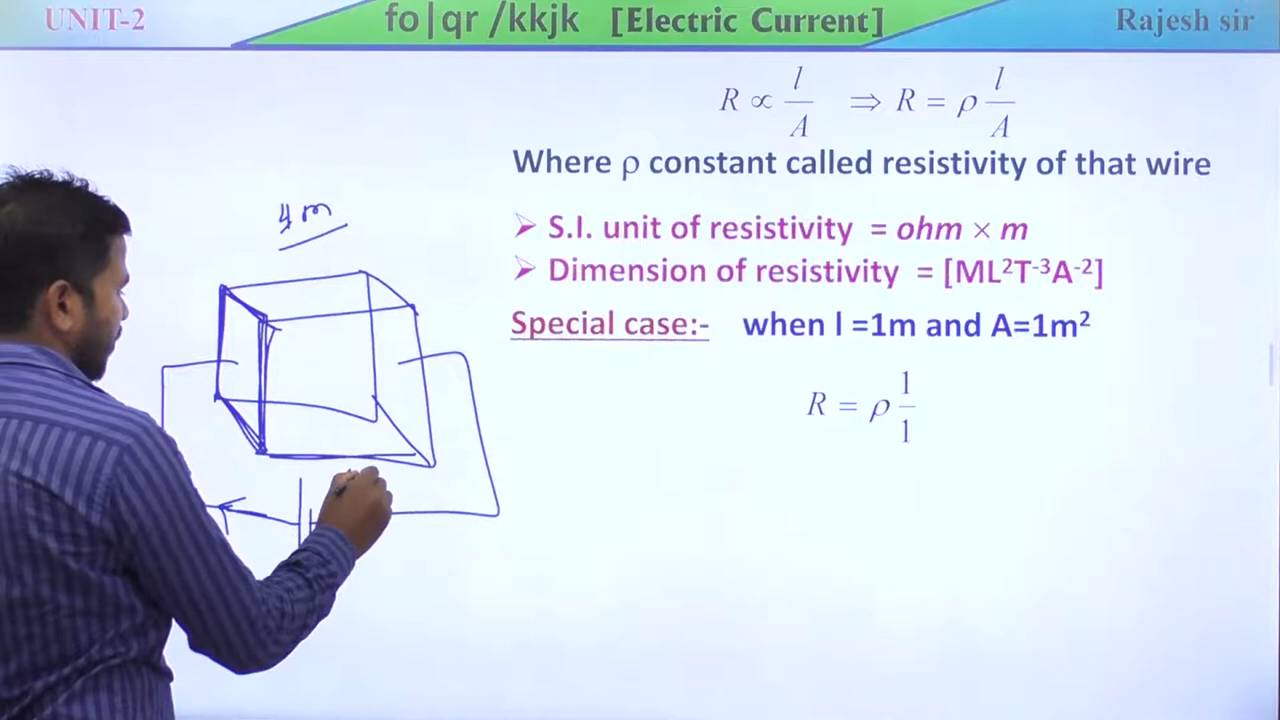 UNIT-2 fo|qr /kkjk [Electric Current] Rajesh sir
R ∝ l/A ⇒ R = ρ l/A
Where ρ constant called resistivity of that wire
➢ S.I. unit of resistivity = ohm × m
➢ Dimension of resistivity = [ML²T⁻³A⁻²]
Special case:- when l =1m and A=1m²
R = ρ 1/1